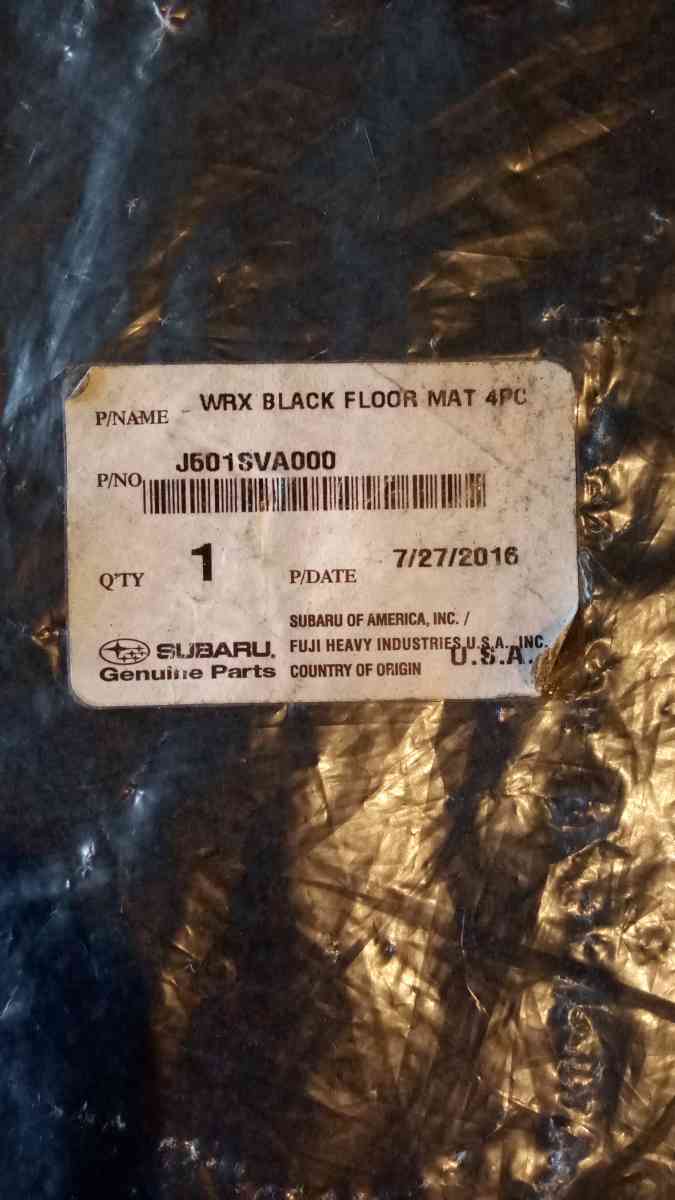 P/NAME WRX BLACK FLOOR MAT 4PC
P/NO J501SVA000
Q'TY 1 P/DATE 7/27/2016
SUBARU OF AMERICA, INC. /
SUBARU. FUJI HEAVY INDUSTRIES U.S.A., INC.
Genuine Parts COUNTRY OF ORIGIN U.S.A.